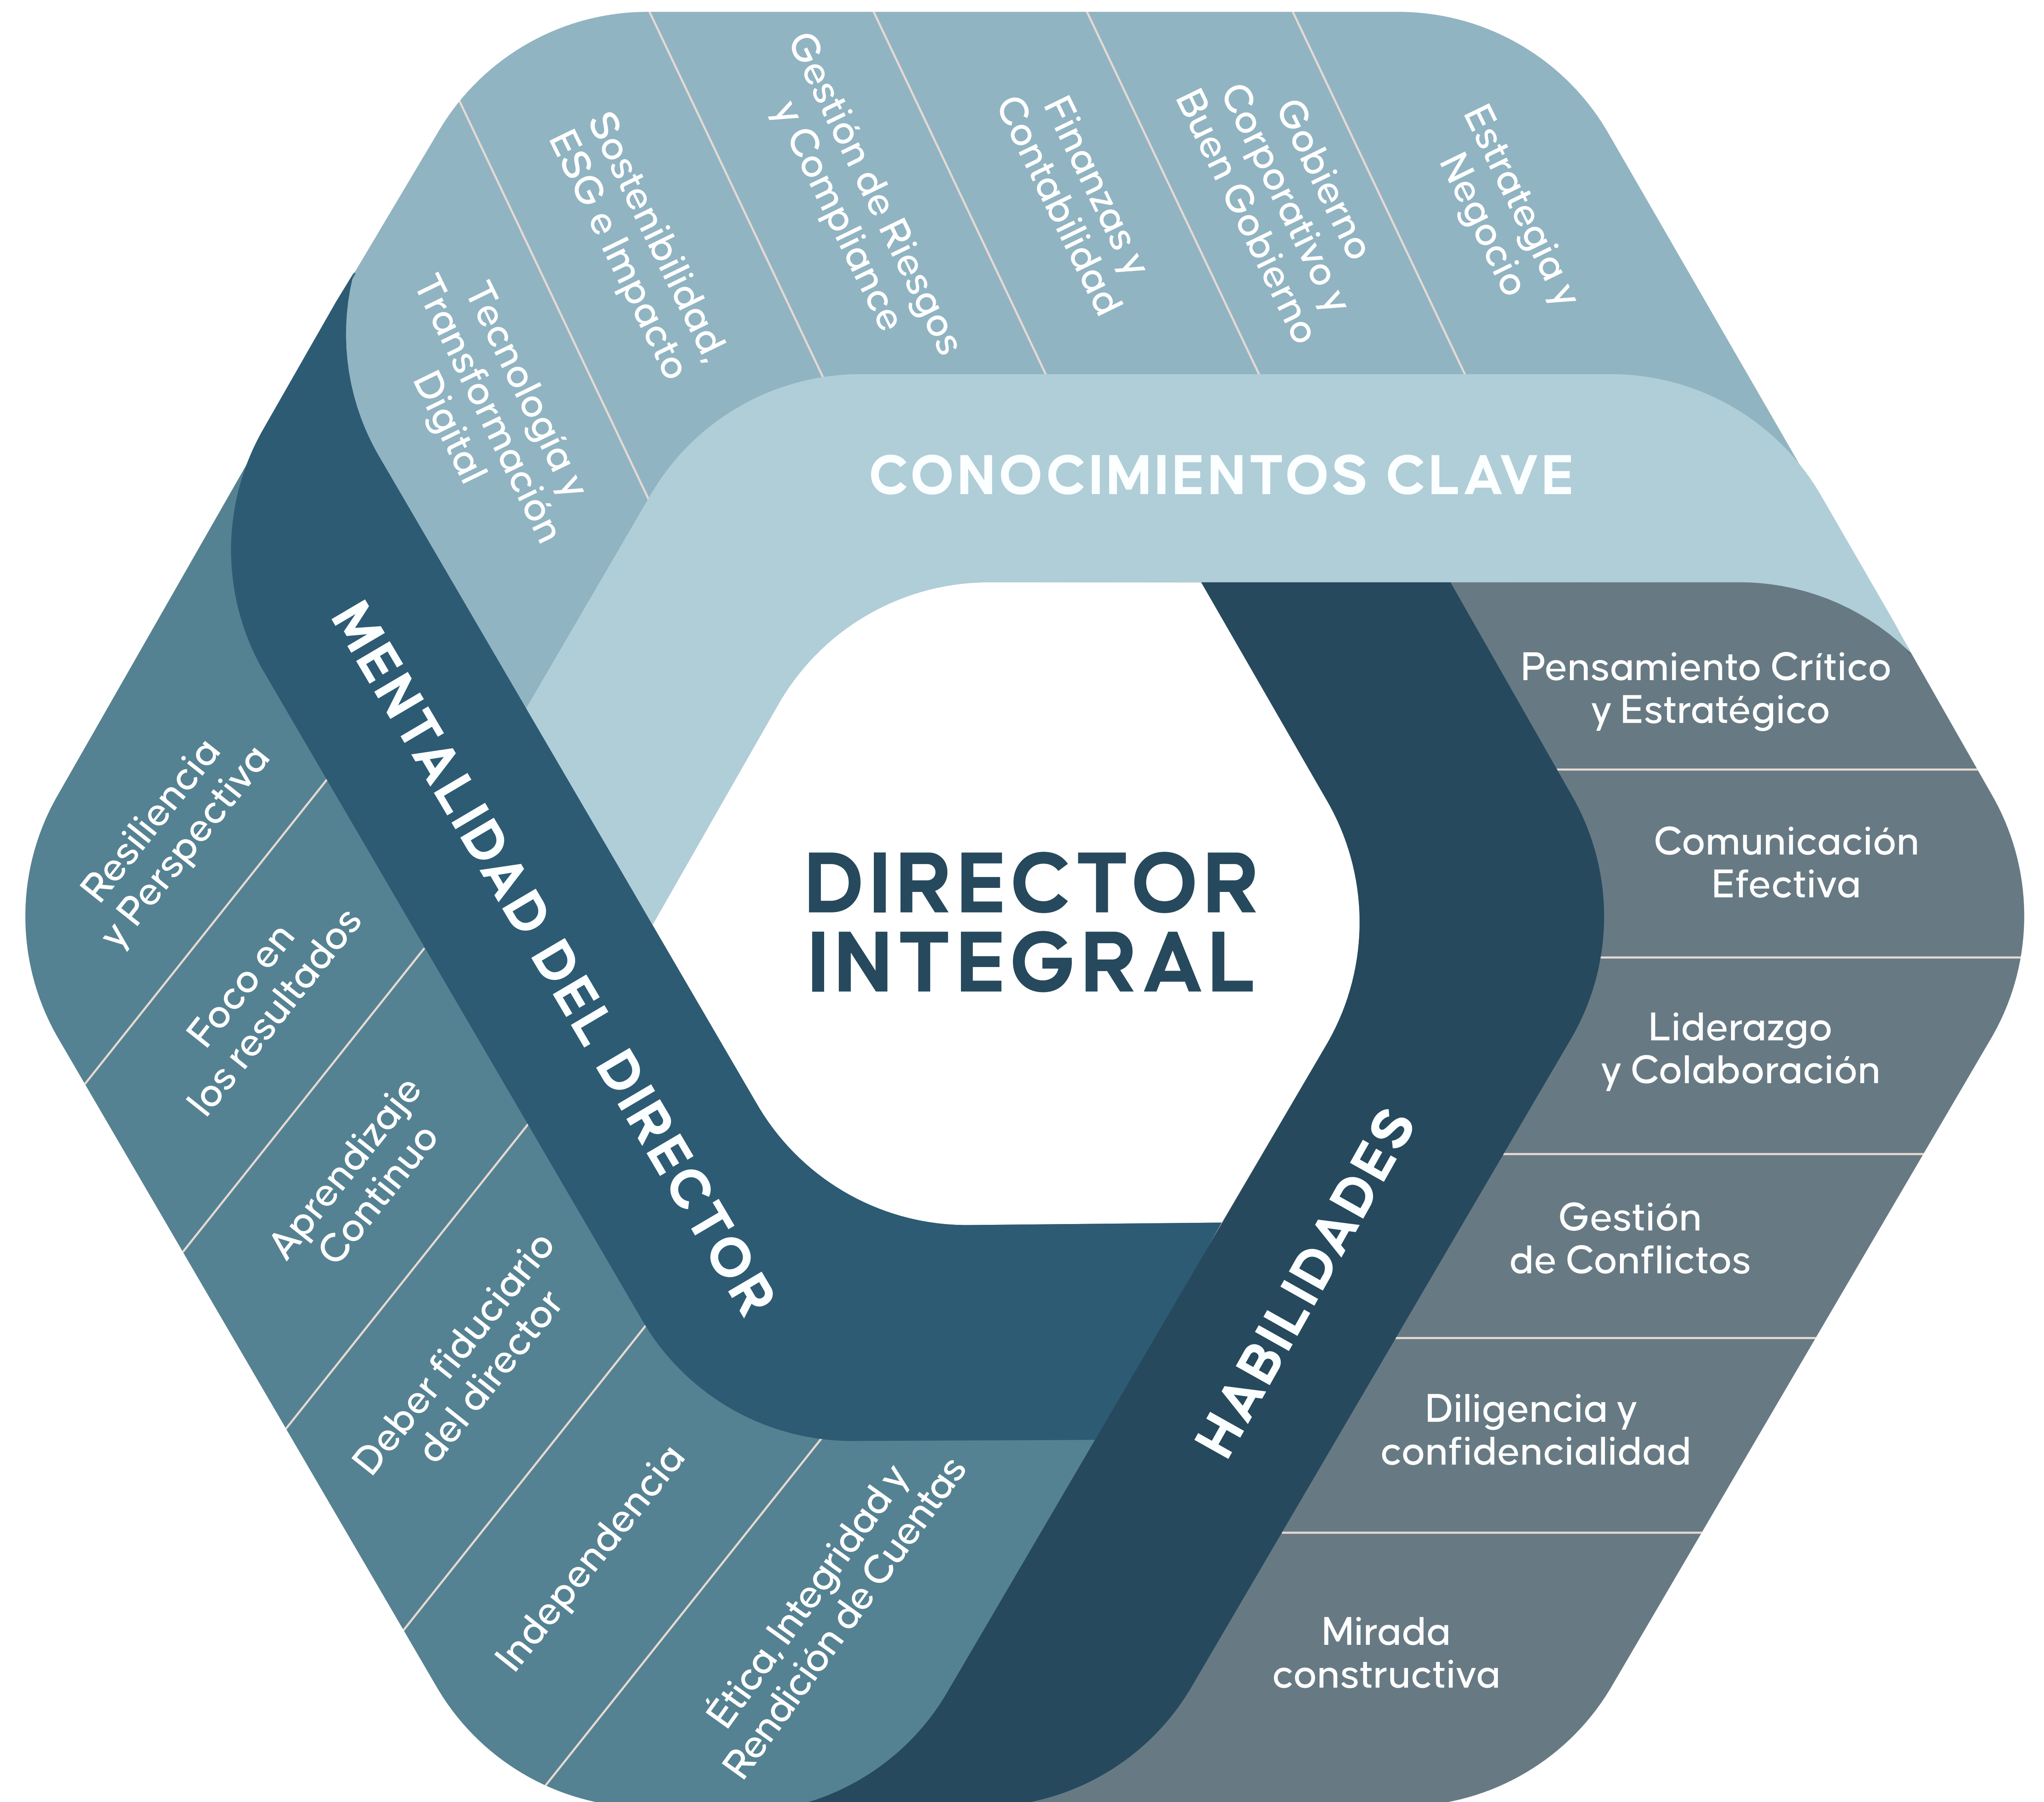 DIRECTOR
INTEGRAL
CONOCIMIENTOS CLAVE
Tecnología y
Transformación
Digital
Sostenibilidad,
ESG e Impacto
Gestión de Riesgos
y Compliance
Finanzas y
Contabilidad
Gobierno
Corporativo y
Buen Gobierno
Estrategia y
Negocio
HABILIDADES
Pensamiento Crítico
y Estratégico
Comunicación
Efectiva
Liderazgo
y Colaboración
Gestión
de Conflictos
Diligencia y
confidencialidad
Mirada
constructiva
MENTALIDAD DEL DIRECTOR
Resiliencia
y Perspectiva
Foco en
los resultados
Aprendizaje
Continuo
Deber fiduciario
del director
Independencia
Ética, Integridad y
Rendición de Cuentas